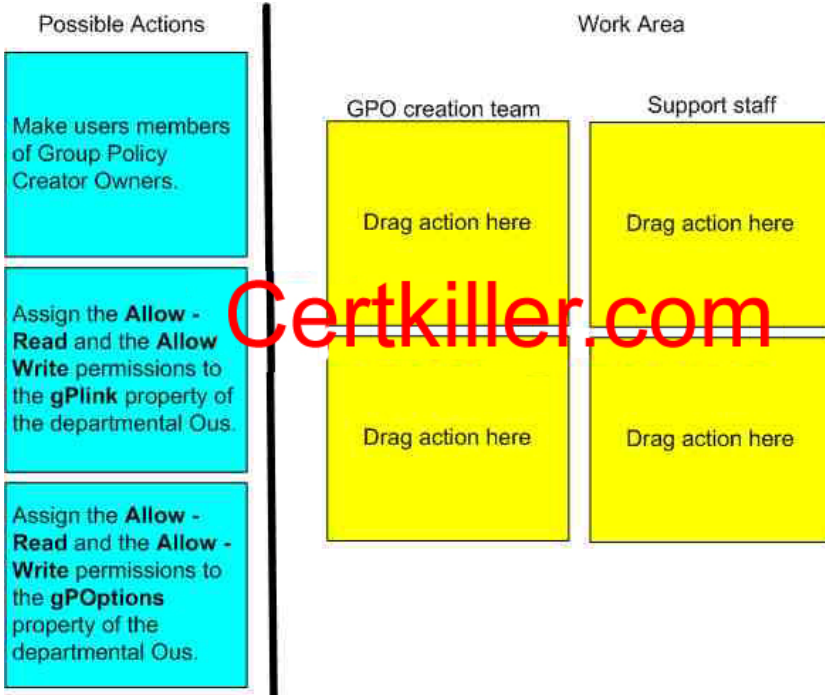 Possible Actions
Work Area
Make users members
of Group Policy
Creator Owners.
Assign the Allow -
Read and the Allow
Write permissions to
the gPlink property of
the departmental Ous.
Assign the Allow -
Read and the Allow -
Write permissions to
the gPOptions
property of the
departmental Ous.
GPO creation team
Support staff
Drag action here
Drag action here
Certkiller.com
Drag action here
Drag action here